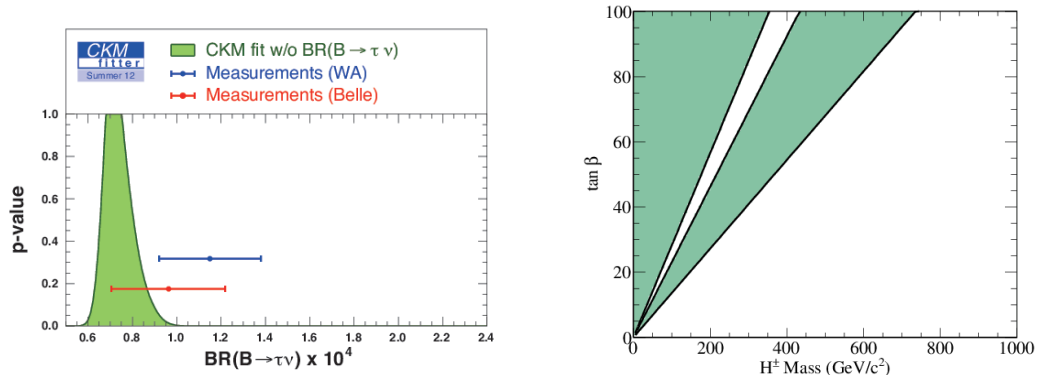 CKM
fitter
Summer 12
CKM fit w/o BR(B→τ ν)
Measurements (WA)
Measurements (Belle)
p-value
1.0
0.8
0.6
0.4
0.2
0.0
0.6 0.8 1.0 1.2 1.4 1.6 1.8 2.0 2.2 2.4
BR(B→τν) x 10⁴
tan β
100
80
60
40
20
0
0 200 400 600 800 1000
H± Mass (GeV/c²)